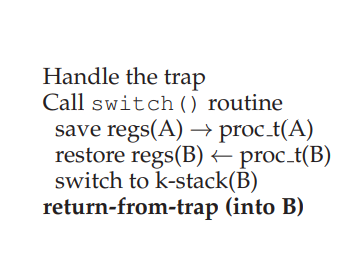 Handle the trap
Call switch() routine
save regs(A) → proc_t(A)
restore regs(B) ← proc_t(B)
switch to k-stack(B)
return-from-trap (into B)